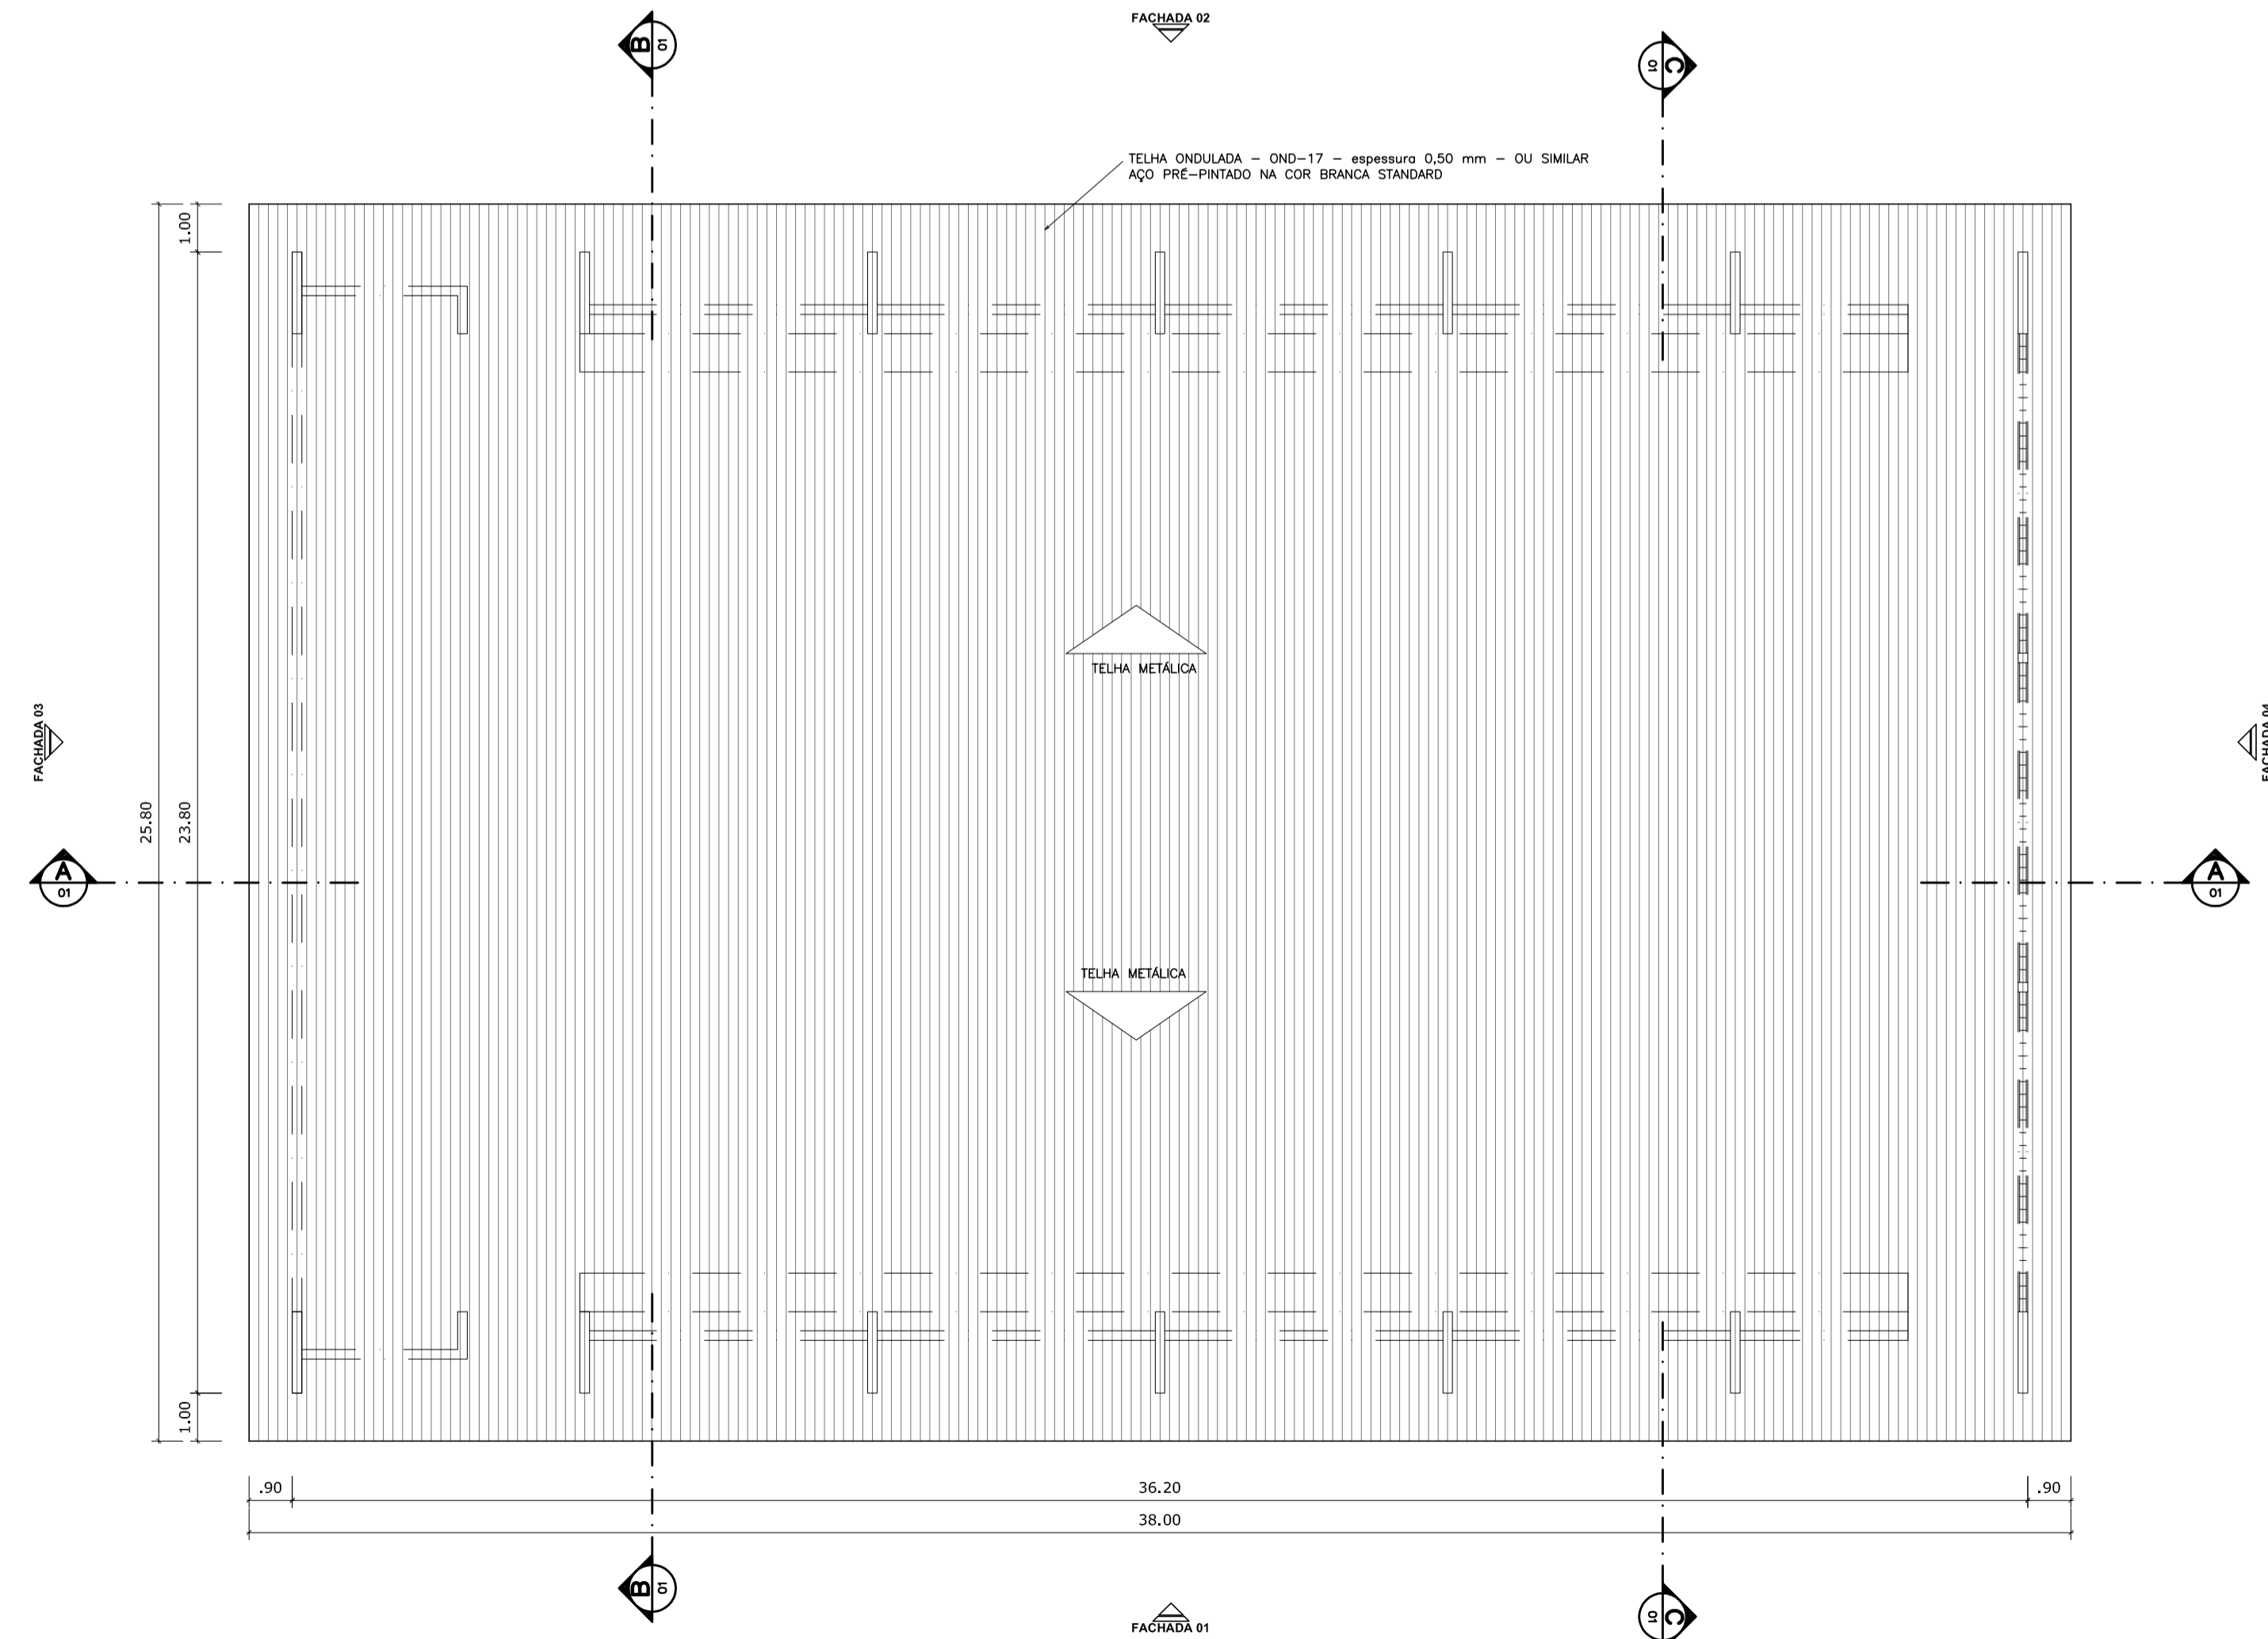 FACHADA 02
B
01
C
01
TELHA ONDULADA – OND–17 – espessura 0,50 mm – OU SIMILAR
AÇO PRÉ–PINTADO NA COR BRANCA STANDARD
1.00
TELHA METÁLICA
FACHADA 03
FACHADA 04
25.80
23.80
A
01
A
01
TELHA METÁLICA
1.00
.90
36.20
.90
38.00
B
01
C
01
FACHADA 01